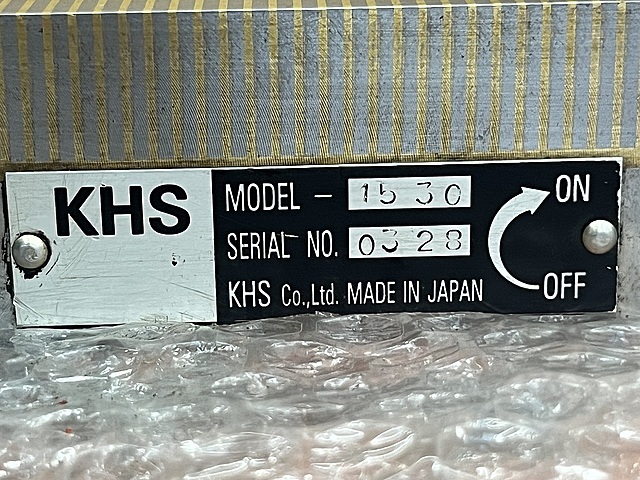 KHS
MODEL - 1530
SERIAL NO. 0328
KHS Co.,Ltd. MADE IN JAPAN
ON
OFF